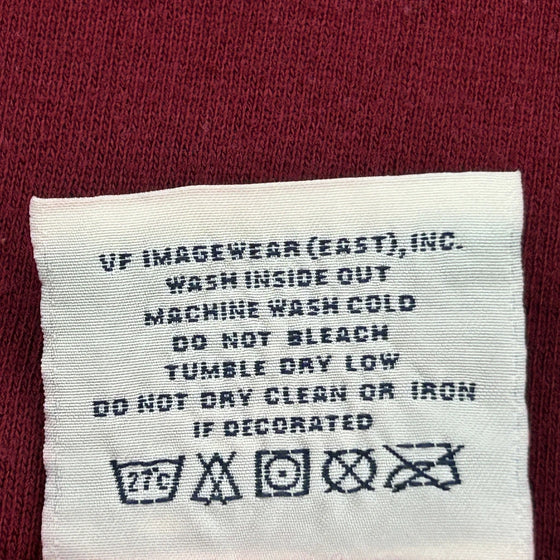 VF IMAGEWEAR (EAST), INC.
WASH INSIDE OUT
MACHINE WASH COLD
DO NOT BLEACH
TUMBLE DRY LOW
DO NOT DRY CLEAN OR IRON
IF DECORATED
27°C